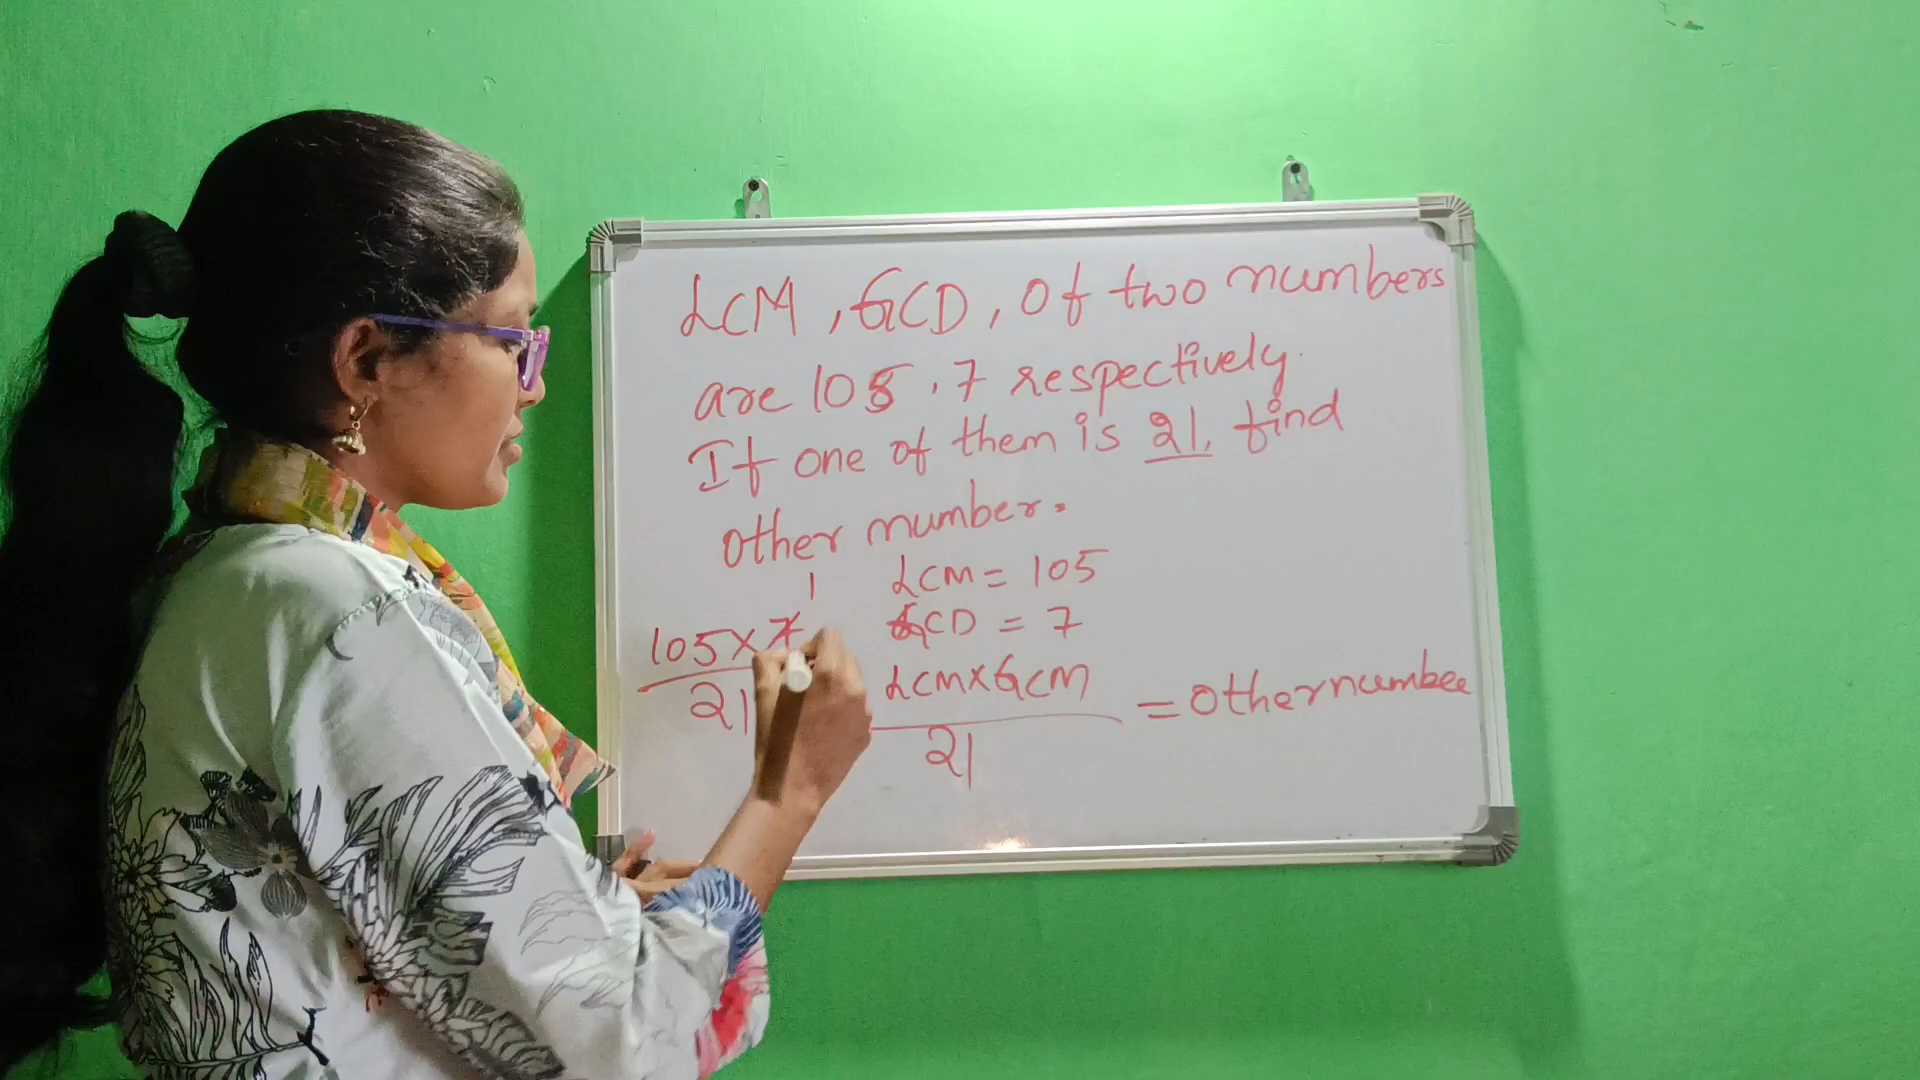 LCM, GCD, of two numbers
are 105, 7 respectively.
If one of them is 21, find
other number.
LCM = 105
GCD = 7
LCM×GCM
21
= other number
1
105×7
21